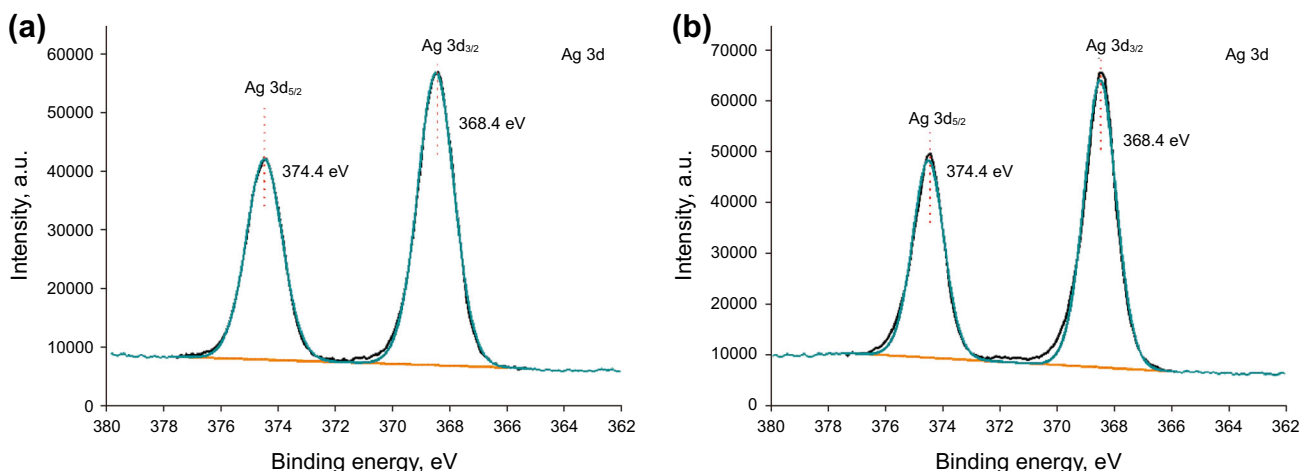 (a)
Ag 3d3/2
Ag 3d
Ag 3d5/2
368.4 eV
374.4 eV
60000
50000
40000
30000
20000
10000
0
Intensity, a.u.
380 378 376 374 372 370 368 366 364 362
Binding energy, eV
(b)
Ag 3d3/2
Ag 3d
Ag 3d5/2
368.4 eV
374.4 eV
70000
60000
50000
40000
30000
20000
10000
0
Intensity, a.u.
380 378 376 374 372 370 368 366 364 362
Binding energy, eV